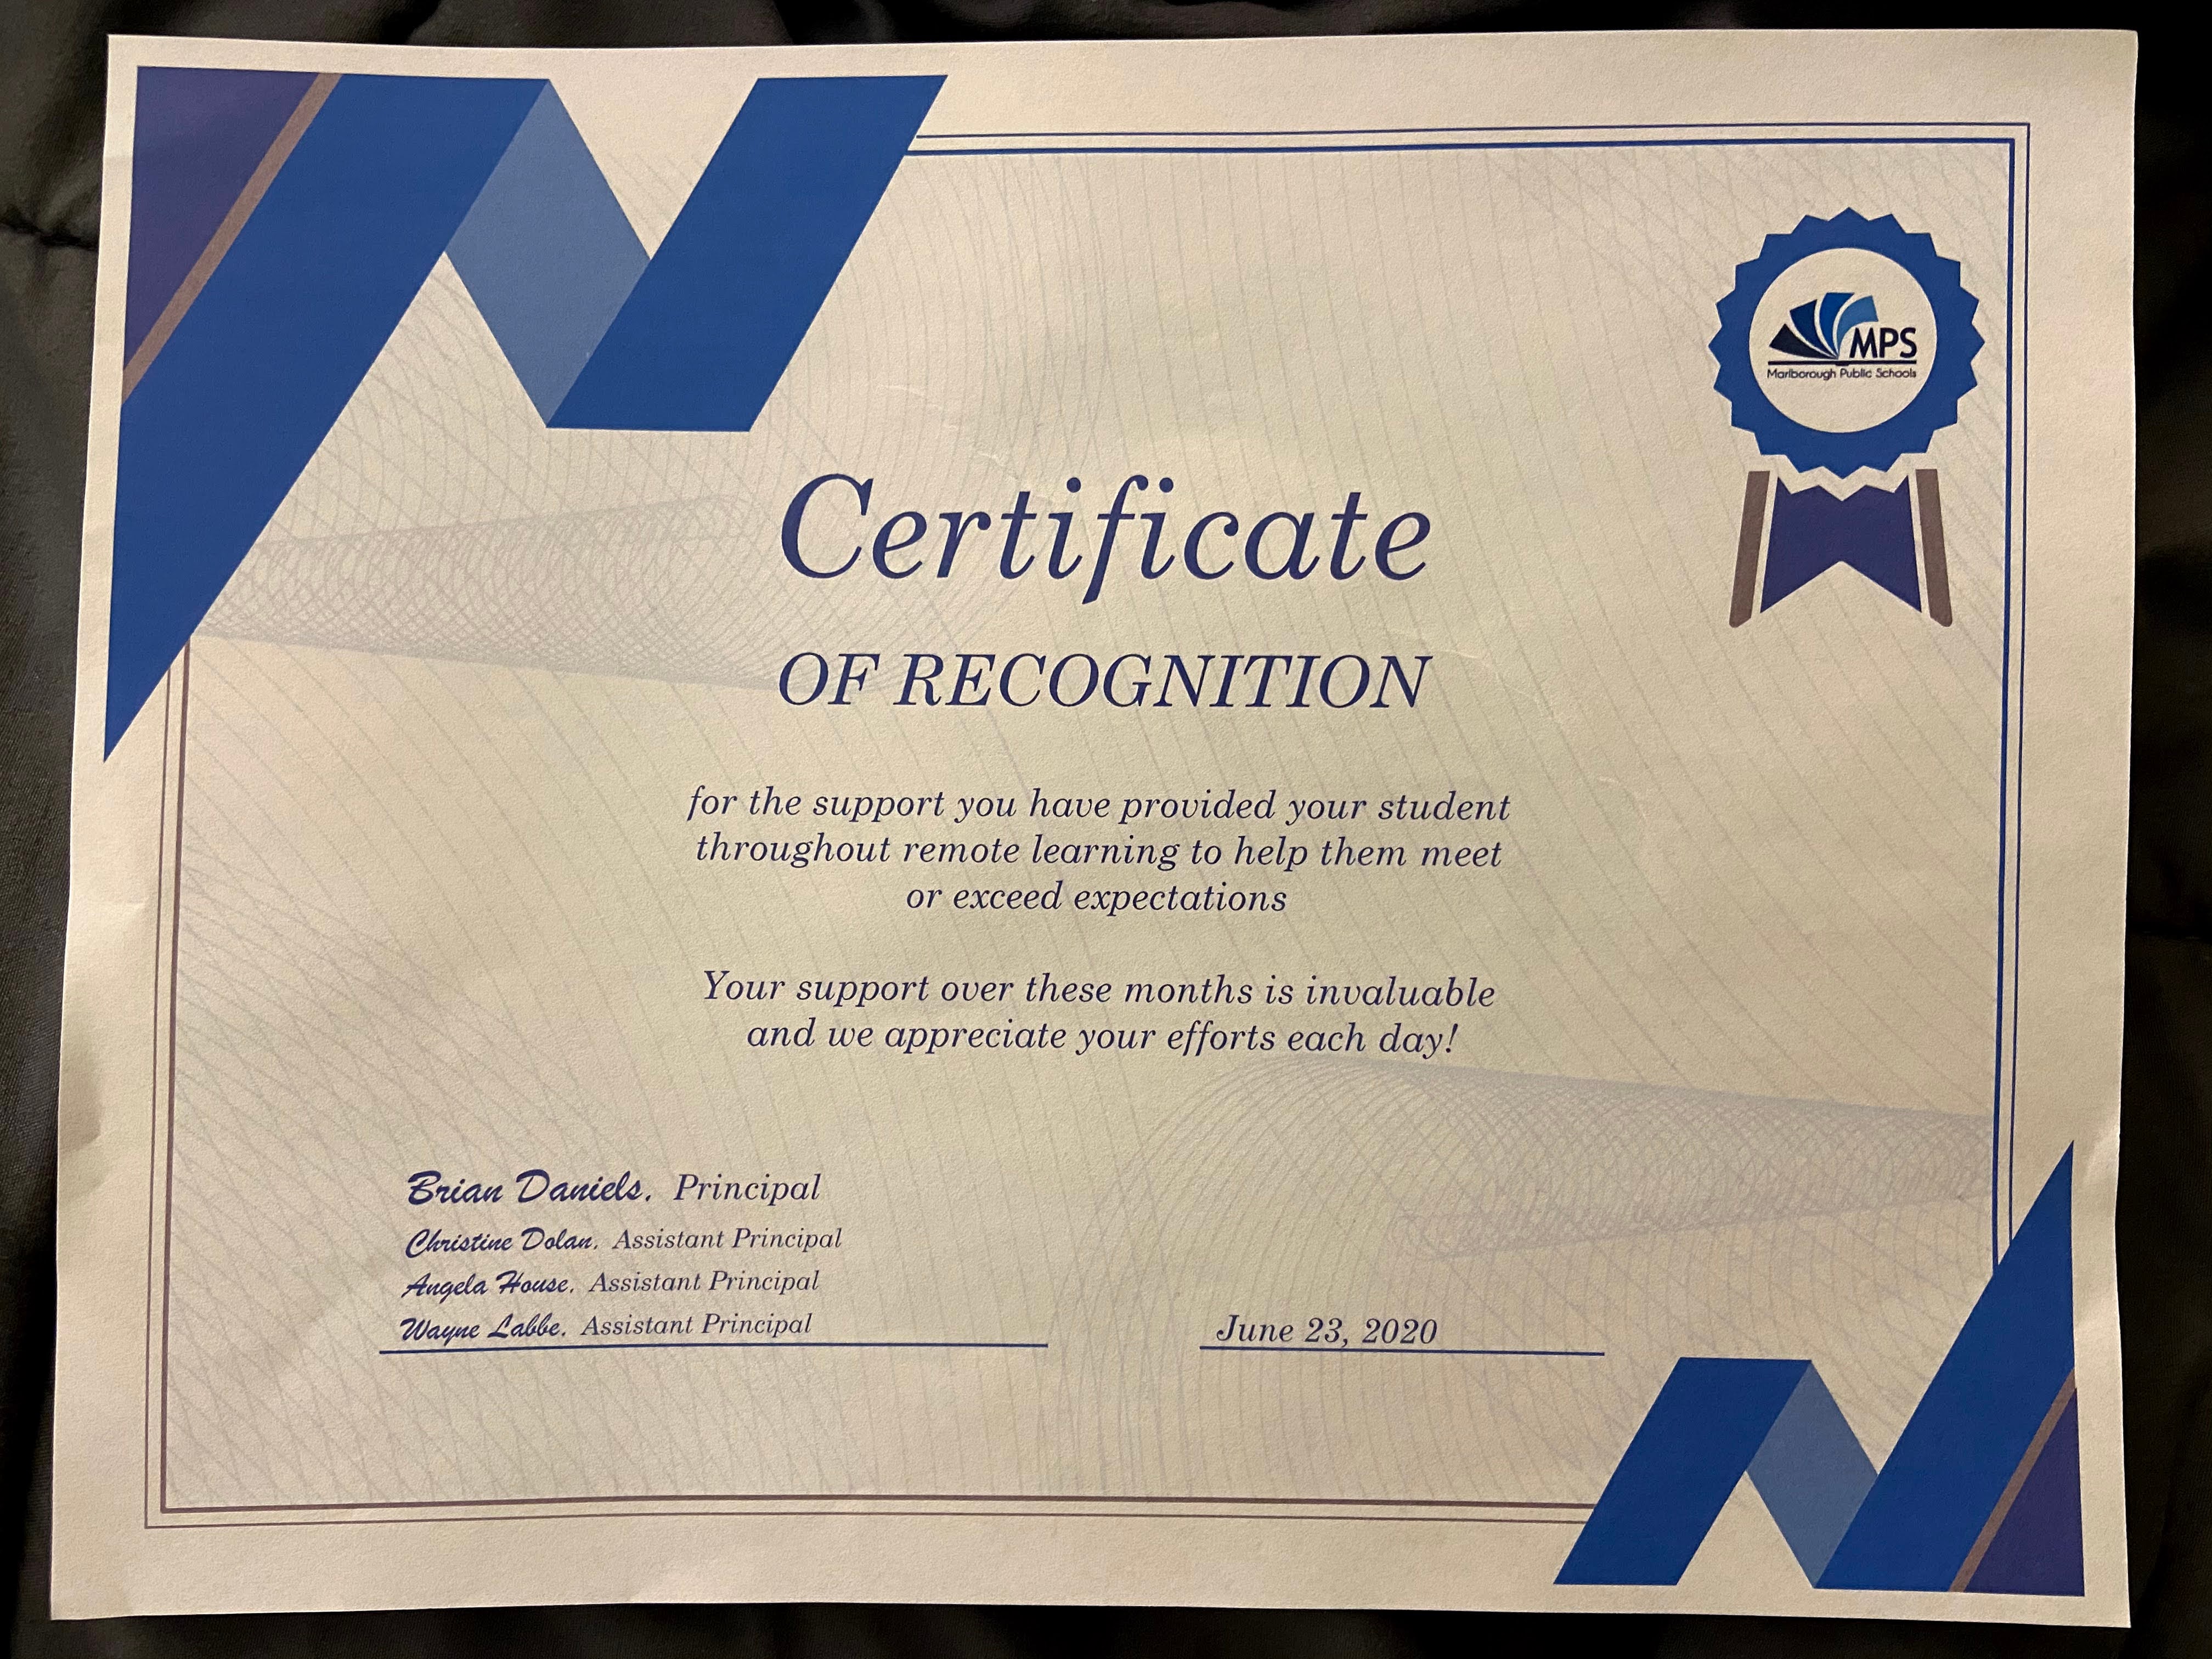 MPS
Marlborough Public Schools
Certificate
OF RECOGNITION
for the support you have provided your student
throughout remote learning to help them meet
or exceed expectations
Your support over these months is invaluable
and we appreciate your efforts each day!
Brian Daniels, Principal
Christine Dolan, Assistant Principal
Angela House, Assistant Principal
Wayne Labbe, Assistant Principal
June 23, 2020